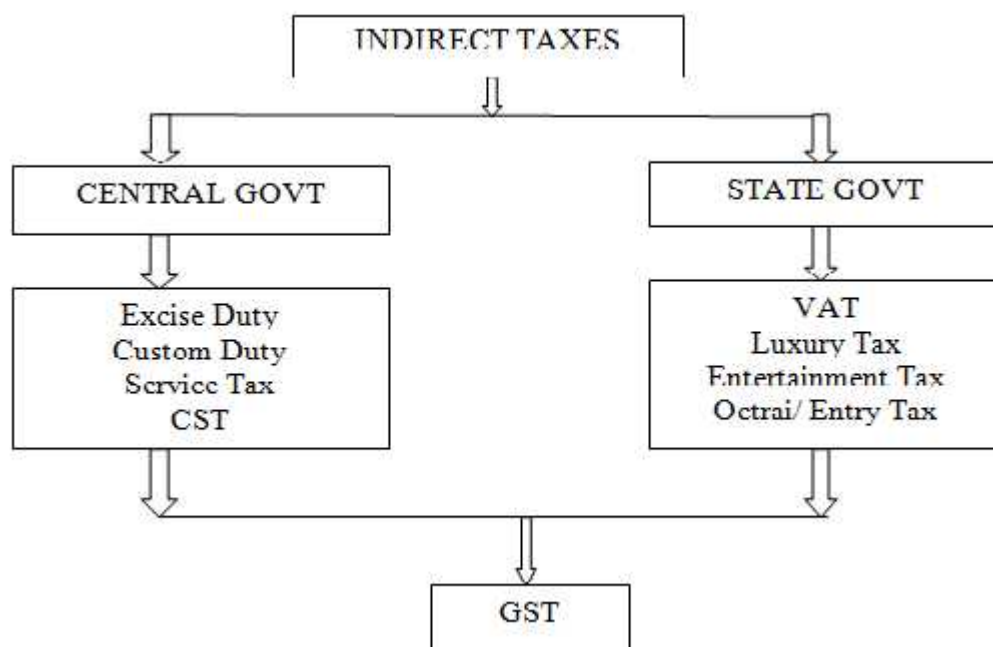 INDIRECT TAXES
CENTRAL GOVT
STATE GOVT
Excise Duty
Custom Duty
Service Tax
CST
VAT
Luxury Tax
Entertainment Tax
Octrai/ Entry Tax
GST